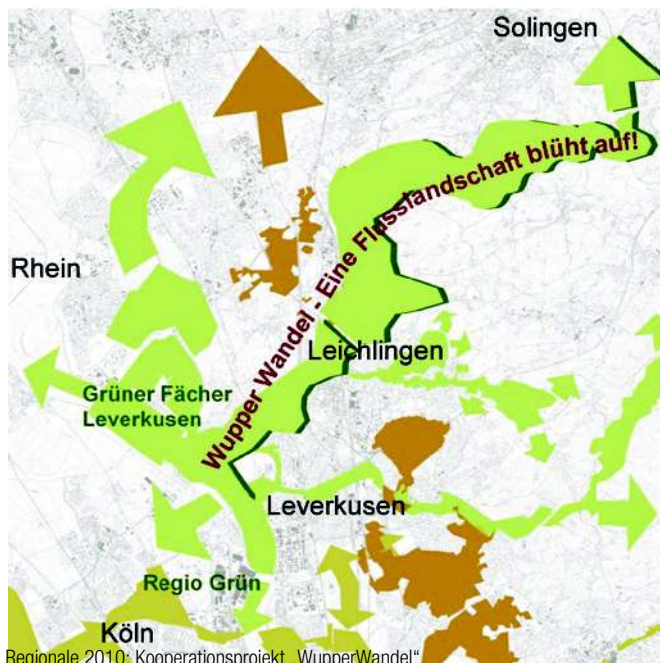 Solingen
Wupper Wandel - Eine Flusslandschaft blüht auf!
Rhein
Leichlingen
Grüner Fächer
Leverkusen
Leverkusen
Regio Grün
Köln
Regionale 2010: Kooperationsprojekt „WupperWandel“